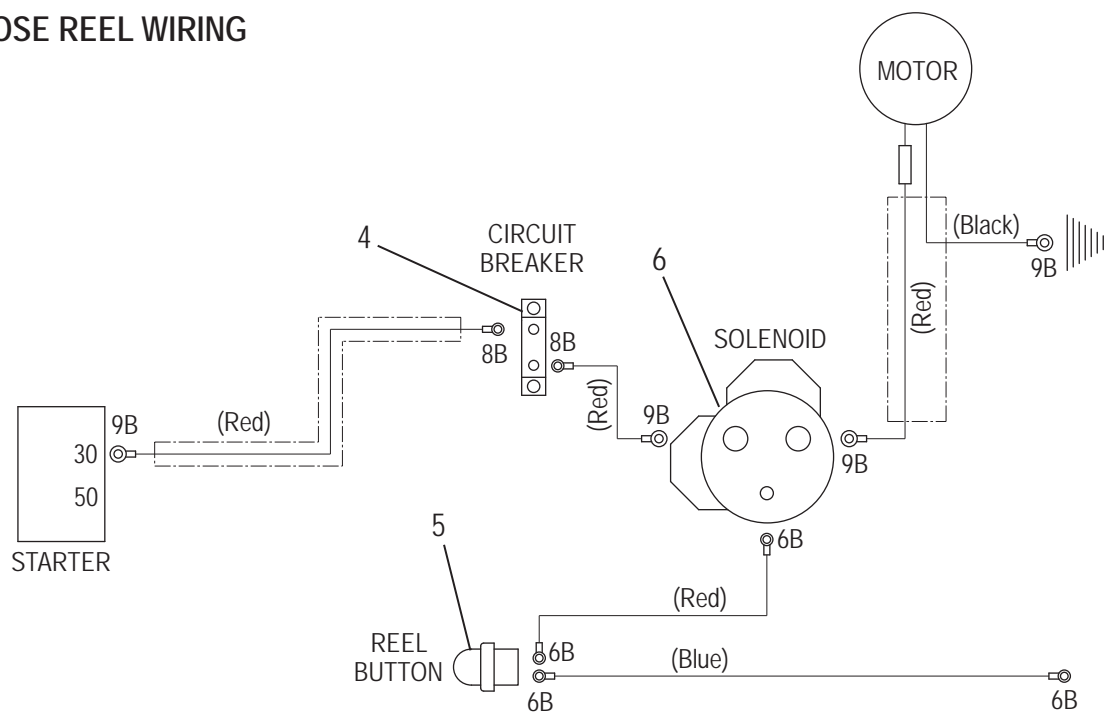 OSE REEL WIRING
MOTOR
(Black)
9B
(Red)
4
CIRCUIT
BREAKER
6
SOLENOID
8B
8B
(Red)
9B
9B
(Red)
9B
30
50
STARTER
5
6B
(Red)
REEL
BUTTON
6B
(Blue)
6B
6B